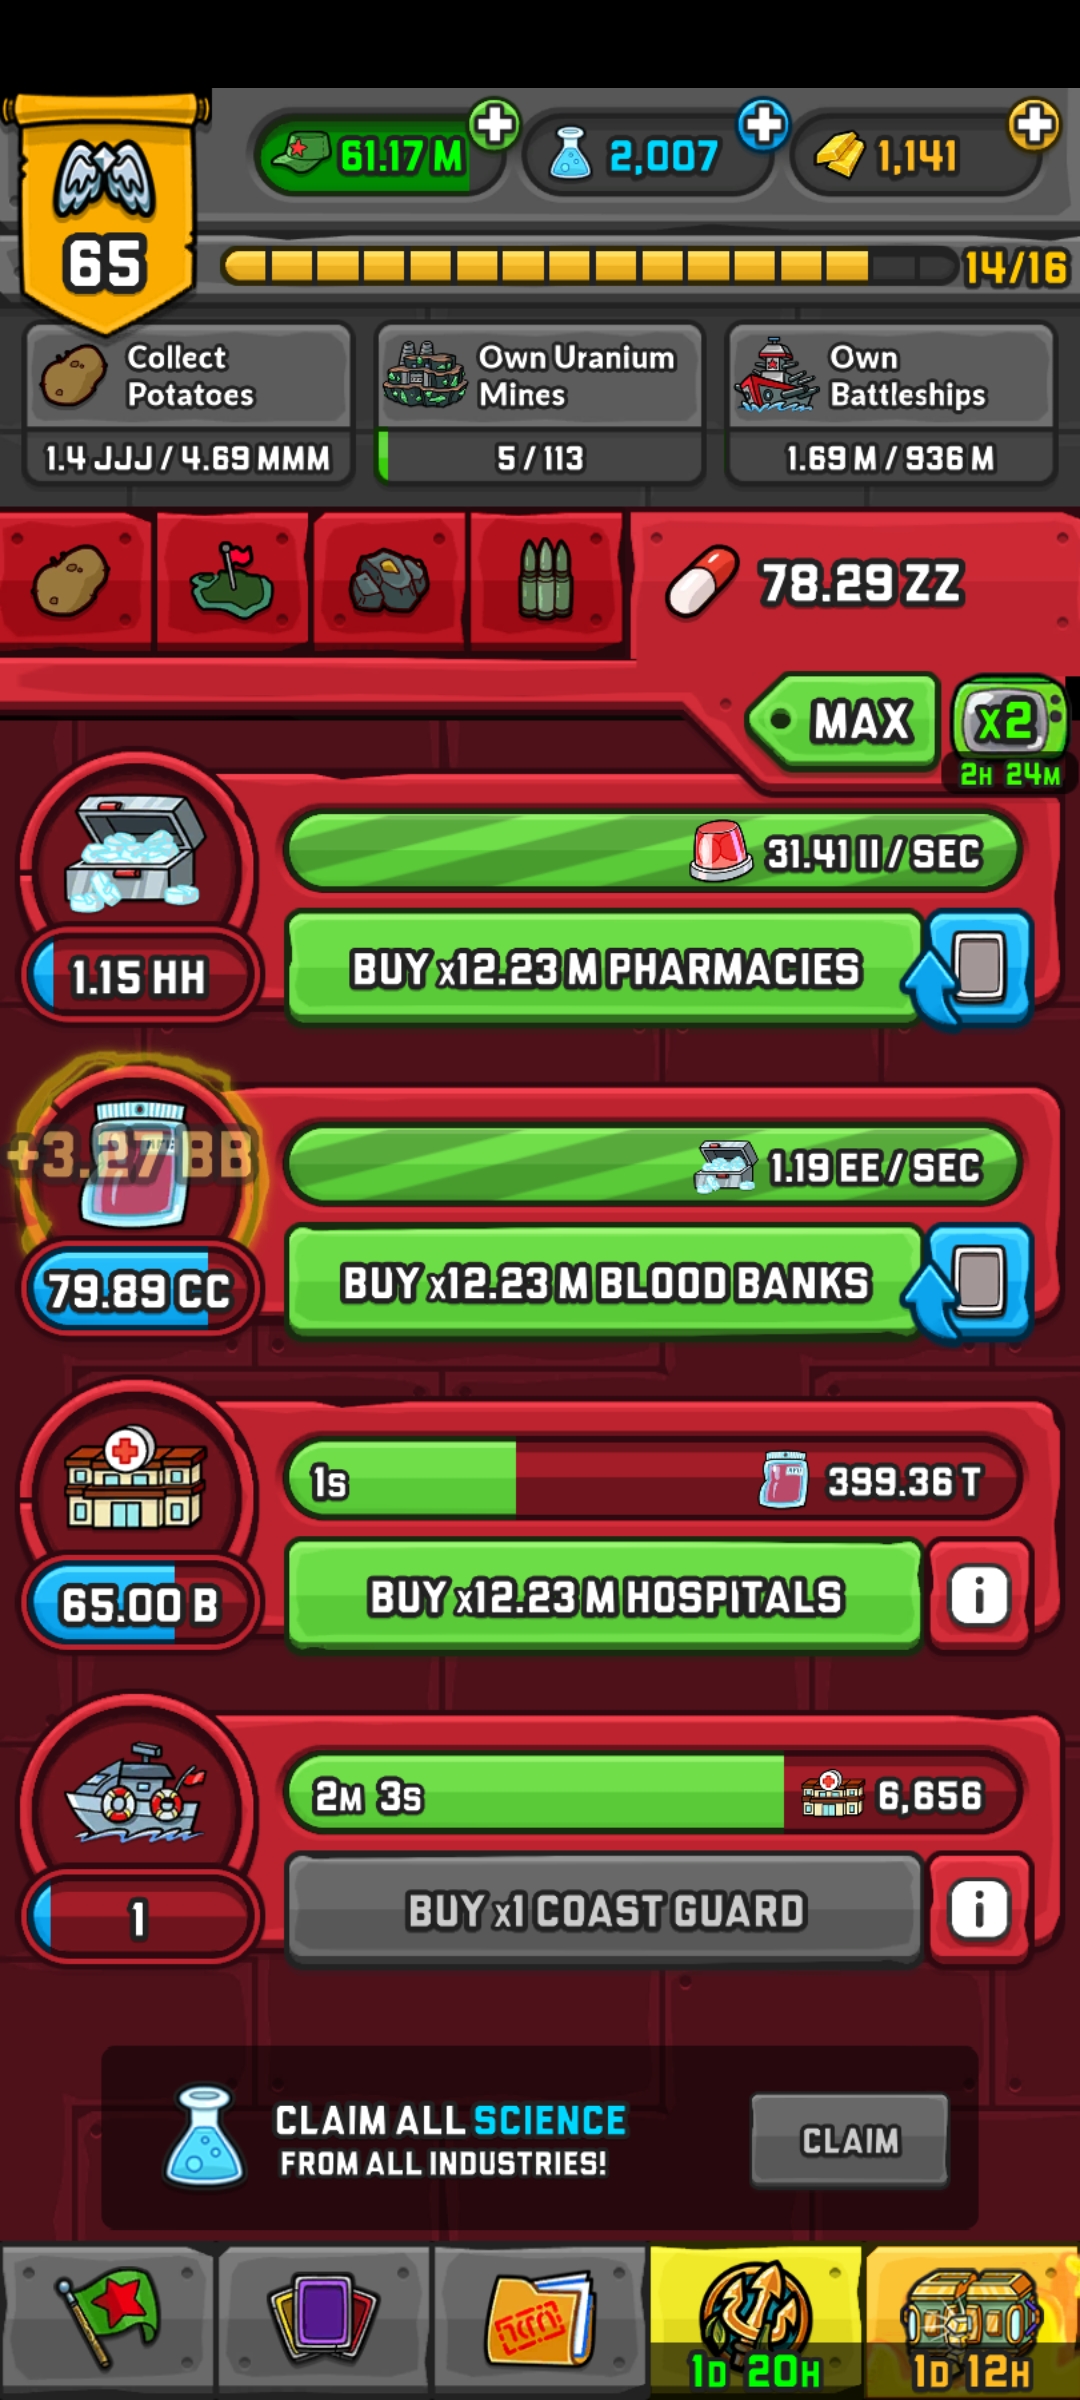 61.17 M
2,007
1,141
65
14/16
Collect
Potatoes
1.4 JJJ / 4.69 MMM
Own Uranium
Mines
5 / 113
Own
Battleships
1.69 M / 936 M
78.29 ZZ
MAX
x2
2H 24M
31.41 II / SEC
1.15 HH
BUY x12.23 M PHARMACIES
+3.27 BB
1.19 EE / SEC
79.89 CC
BUY x12.23 M BLOOD BANKS
1S
399.36 T
65.00 B
BUY x12.23 M HOSPITALS
i
2M 3S
6,656
1
BUY x1 COAST GUARD
i
CLAIM ALL SCIENCE
FROM ALL INDUSTRIES!
CLAIM
1D 20H
1D 12H